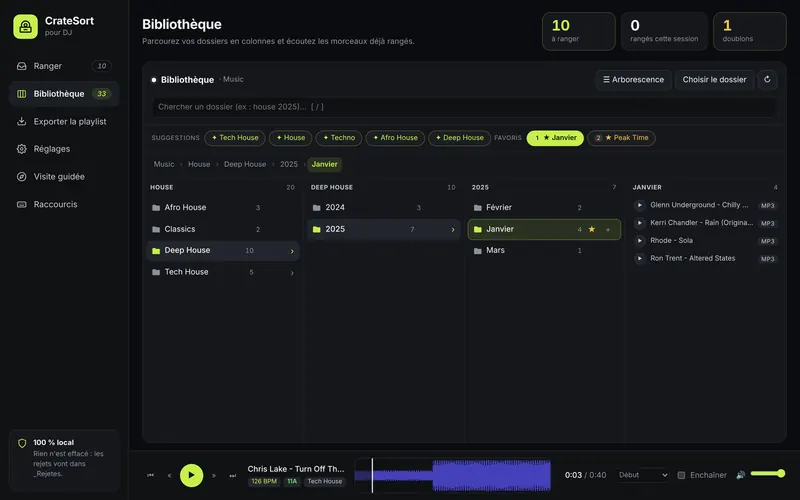 CrateSort
pour DJ
Ranger 10
Bibliothèque 33
Exporter la playlist
Réglages
Visite guidée
Raccourcis
100 % local
Rien n'est effacé : les
rejets vont dans
_Rejetes.
Bibliothèque
Parcourez vos dossiers en colonnes et écoutez les morceaux déjà rangés.
10
à ranger
0
rangés cette session
1
doublons
Bibliothèque · Music
☰ Arborescence
Choisir le dossier
↻
Chercher un dossier (ex : house 2025)... [ / ]
SUGGESTIONS ✦ Tech House ✦ House ✦ Techno ✦ Afro House ✦ Deep House FAVORIS 1 ★ Janvier 2 ★ Peak Time
Music › House › Deep House › 2025 › Janvier
HOUSE 20
Afro House 3
Classics 2
Deep House 10 ›
Tech House 5 ›
DEEP HOUSE 10
2024 3
2025 7 ›
2025 7
Février 2
Janvier 4 ★ +
Mars 1
JANVIER 4
Glenn Underground - Chilly ... MP3
Kerri Chandler - Rain (Origina... MP3
Rhode - Sola MP3
Ron Trent - Altered States MP3
Chris Lake - Turn Off Th...
126 BPM 11A Tech House
0:03 / 0:40
Début
Enchaîner